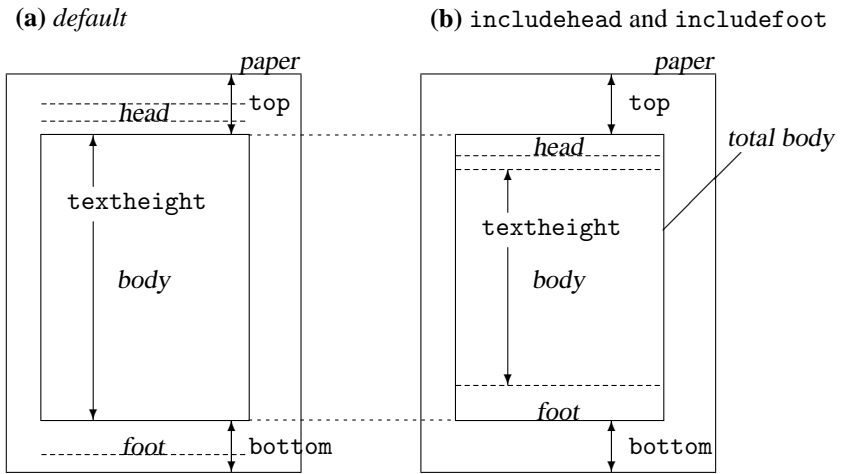 (a) default
(b) includehead and includefoot
paper
top
head
textheight
body
foot
bottom
paper
top
head
total body
textheight
body
foot
bottom